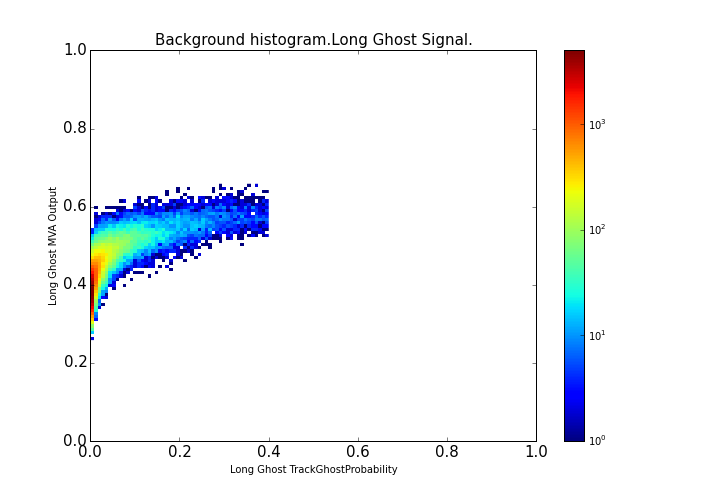 Background histogram.Long Ghost Signal.
1.0
0.8
0.6
0.4
0.2
0.0
Long Ghost MVA Output
0.0 0.2 0.4 0.6 0.8 1.0
Long Ghost TrackGhostProbability
10³
10²
10¹
10⁰